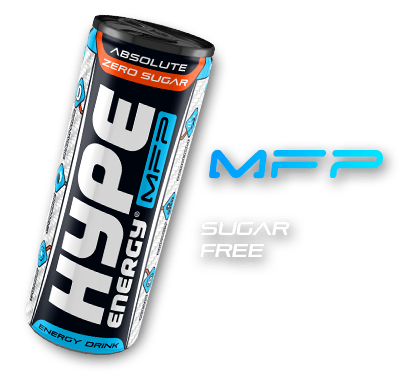 ABSOLUTE
ZERO SUGAR
HYPE
ENERGY®
MFP
ENERGY DRINK
MFP
SUGAR
FREE